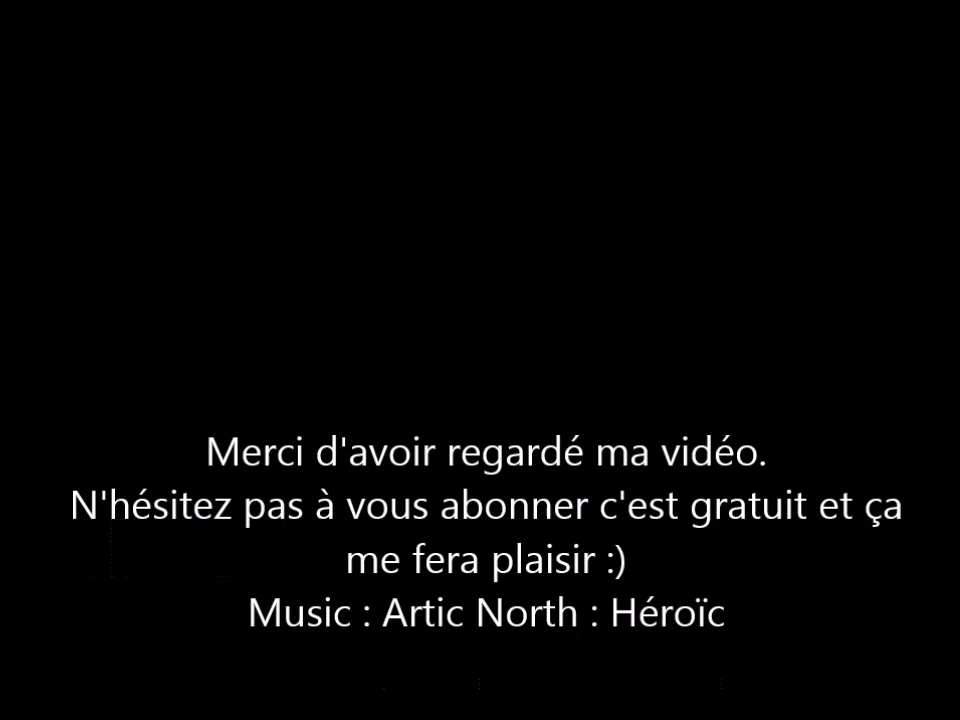 Merci d'avoir regardé ma vidéo.
N'hésitez pas à vous abonner c'est gratuit et ça
me fera plaisir :)
Music : Artic North : Héroïc